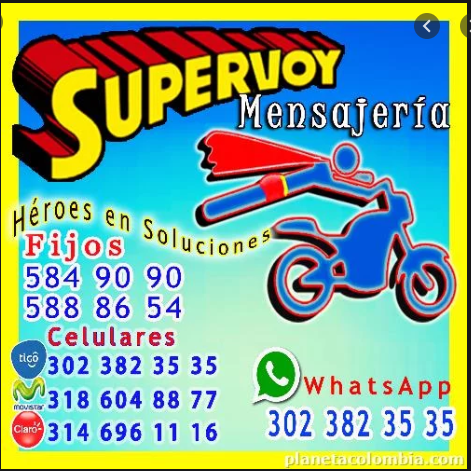 SUPERVOY
Mensajería
Héroes en Soluciones
Fijos
584 90 90
588 86 54
Celulares
tigo 302 382 35 35
movistar 318 604 88 77
Claro 314 696 11 16
WhatsApp
302 382 35 35
planetacolombia.com